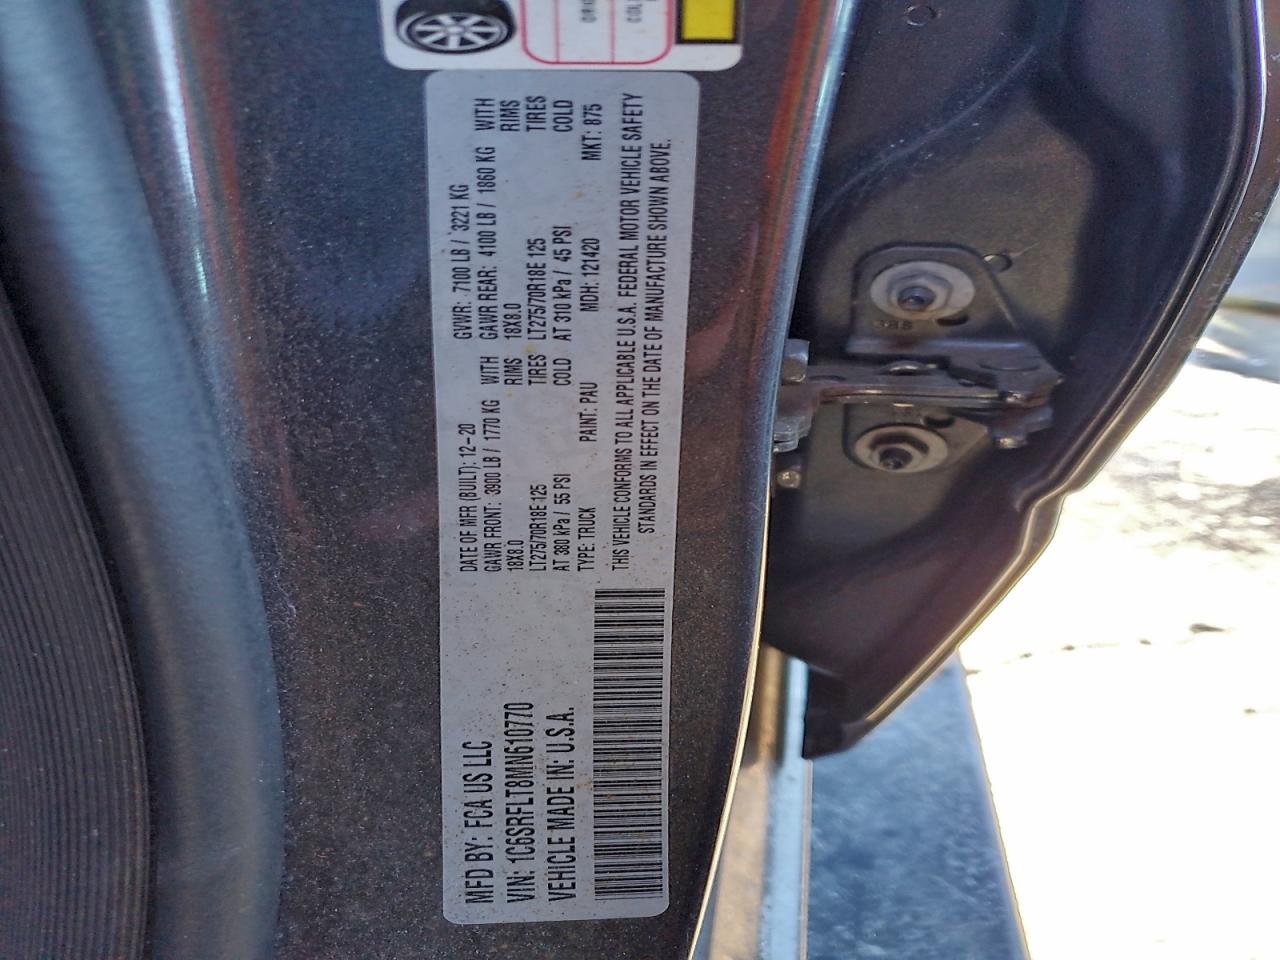 MFD BY: FCA US LLC
VIN: 1C6SRFLT8MN610770
VEHICLE MADE IN: U.S.A.
DATE OF MFR (BUILT): 12-20 GVWR: 7100 LB / 3221 KG
GAWR FRONT: 3900 LB / 1770 KG WITH GAWR REAR: 4100 LB / 1860 KG WITH
18X8.0 RIMS 18X8.0 RIMS
LT275/70R18E 125 TIRES LT275/70R18E 125 TIRES
AT 380 kPa / 55 PSI COLD AT 310 kPa / 45 PSI COLD
TYPE: TRUCK PAINT: PAU MDH: 121420 MKT: 875
THIS VEHICLE CONFORMS TO ALL APPLICABLE U.S.A. FEDERAL MOTOR VEHICLE SAFETY
STANDARDS IN EFFECT ON THE DATE OF MANUFACTURE SHOWN ABOVE.